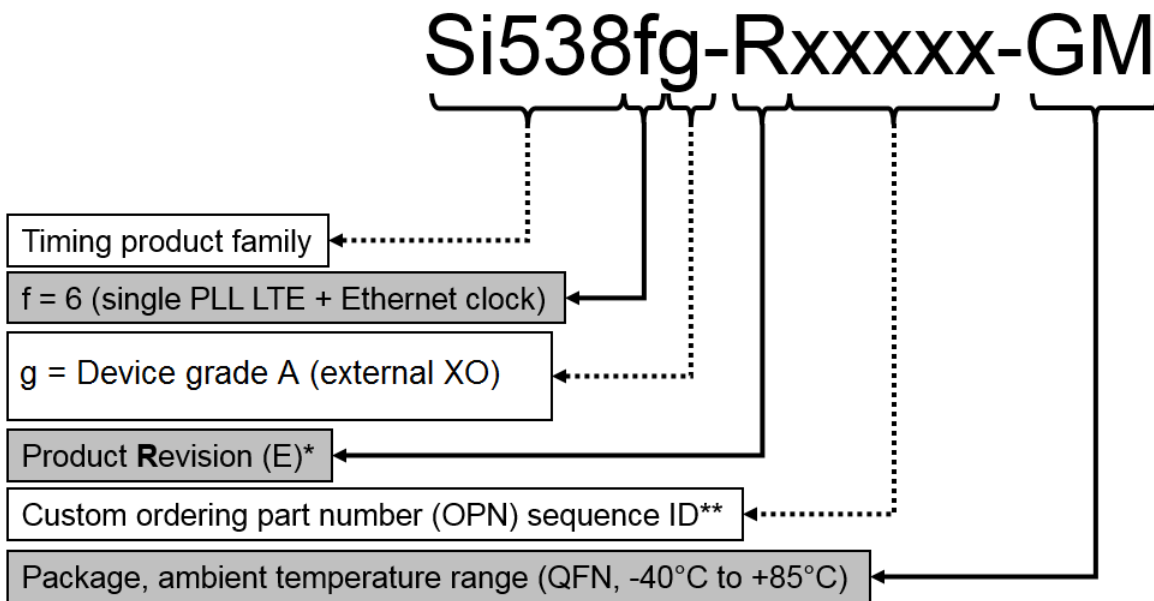 Si538fg-Rxxxxx-GM
Timing product family
f = 6 (single PLL LTE + Ethernet clock)
g = Device grade A (external XO)
Product Revision (E)*
Custom ordering part number (OPN) sequence ID**
Package, ambient temperature range (QFN, -40°C to +85°C)